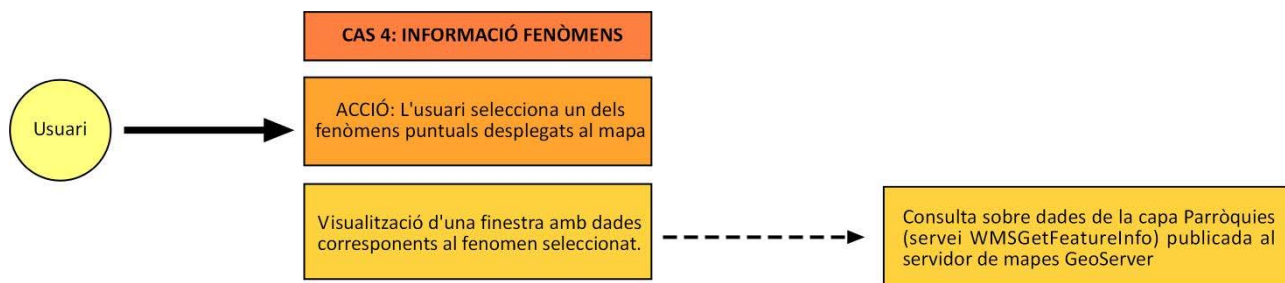 CAS 4: INFORMACIÓ FENÒMENS
Usuari
ACCIÓ: L'usuari selecciona un dels
fenòmens puntuals desplegats al mapa
Visualització d'una finestra amb dades
corresponents al fenomen seleccionat.
Consulta sobre dades de la capa Parròquies
(servei WMSGetFeatureInfo) publicada al
servidor de mapes GeoServer